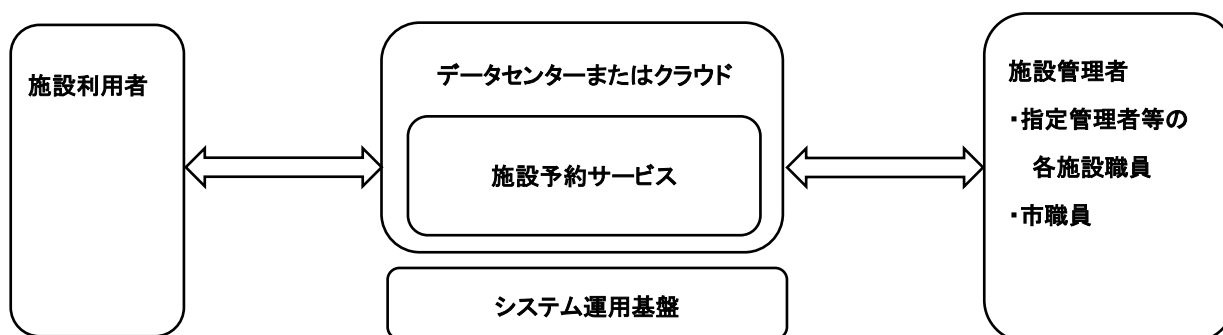 施設利用者
データセンターまたはクラウド
施設予約サービス
システム運用基盤
施設管理者
・指定管理者等の
各施設職員
・市職員